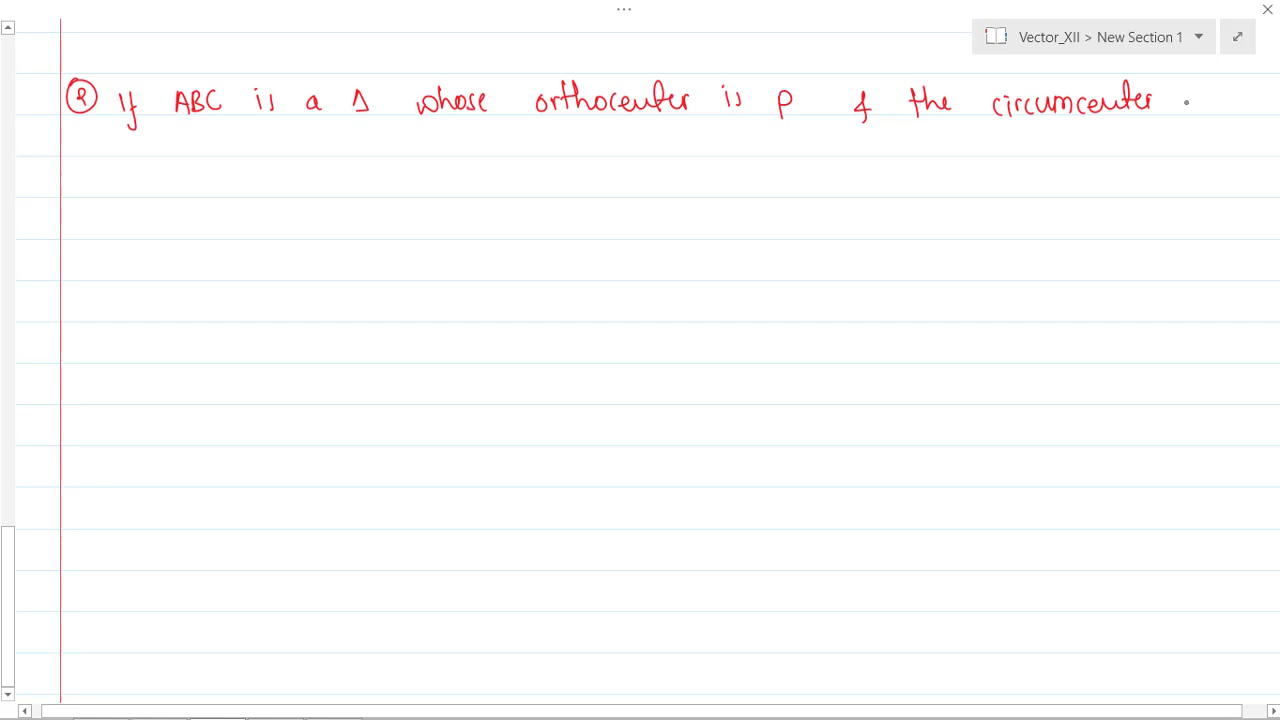 Vector_XII > New Section 1
Ⓠ If ABC is a Δ whose orthocenter is P & the circumcenter